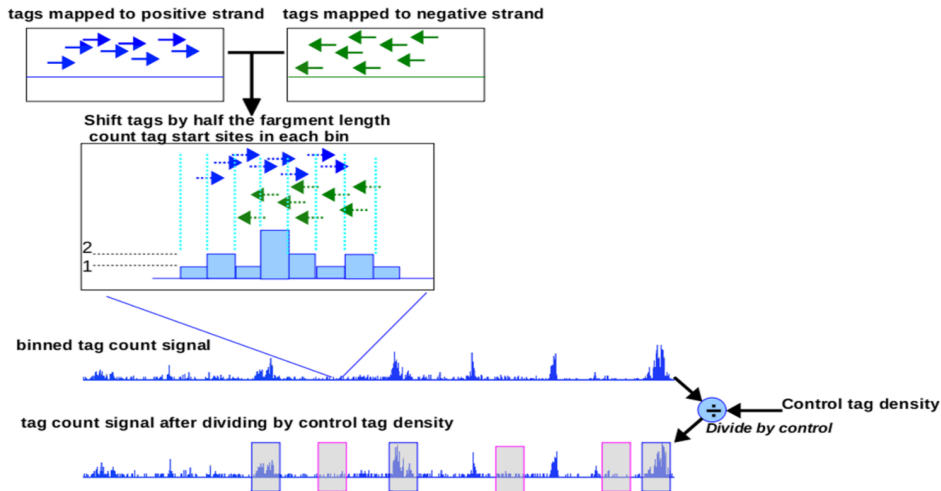 tags mapped to positive strand
tags mapped to negative strand
Shift tags by half the fargment length
count tag start sites in each bin
2
1
binned tag count signal
÷
Control tag density
Divide by control
tag count signal after dividing by control tag density